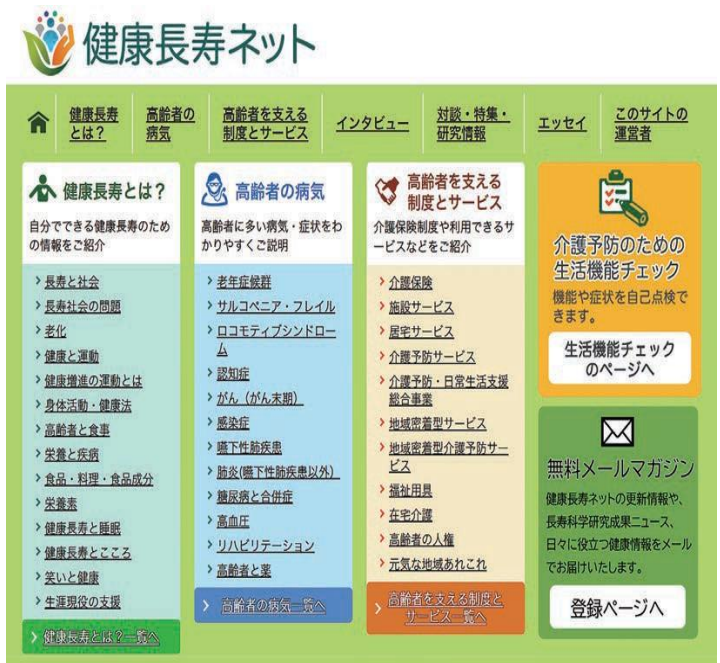 健康長寿ネット
健康長寿
とは？
高齢者の
病気
高齢者を支える
制度とサービス
インタビュー
対談・特集・
研究情報
エッセイ
このサイトの
運営者
健康長寿とは？
自分でできる健康長寿のため
の情報をご紹介
長寿と社会
長寿社会の問題
老化
健康と運動
健康増進の運動とは
身体活動・健康法
高齢者と食事
栄養と疾病
食品・料理・食品成分
栄養素
健康長寿と睡眠
健康長寿とこころ
笑いと健康
生涯現役の支援
健康長寿とは？一覧へ
高齢者の病気
高齢者に多い病気・症状をわ
かりやすくご説明
老年症候群
サルコペニア・フレイル
ロコモティブシンドロー
ム
認知症
がん（がん末期）
感染症
嚥下性肺疾患
肺炎(嚥下性肺疾患以外)
糖尿病と合併症
高血圧
リハビリテーション
高齢者と薬
高齢者の病気一覧へ
高齢者を支える
制度とサービス
介護保険制度や利用できるサ
ービスなどをご紹介
介護保険
施設サービス
居宅サービス
介護予防サービス
介護予防・日常生活支援
総合事業
地域密着型サービス
地域密着型介護予防サー
ビス
福祉用具
在宅介護
高齢者の人権
元気な地域あれこれ
高齢者を支える制度と
サービス一覧へ
介護予防のための
生活機能チェック
機能や症状を自己点検で
きます。
生活機能チェック
のページへ
無料メールマガジン
健康長寿ネットの更新情報や、
長寿科学研究成果ニュース、
日々に役立つ健康情報をメール
でお届けいたします。
登録ページへ